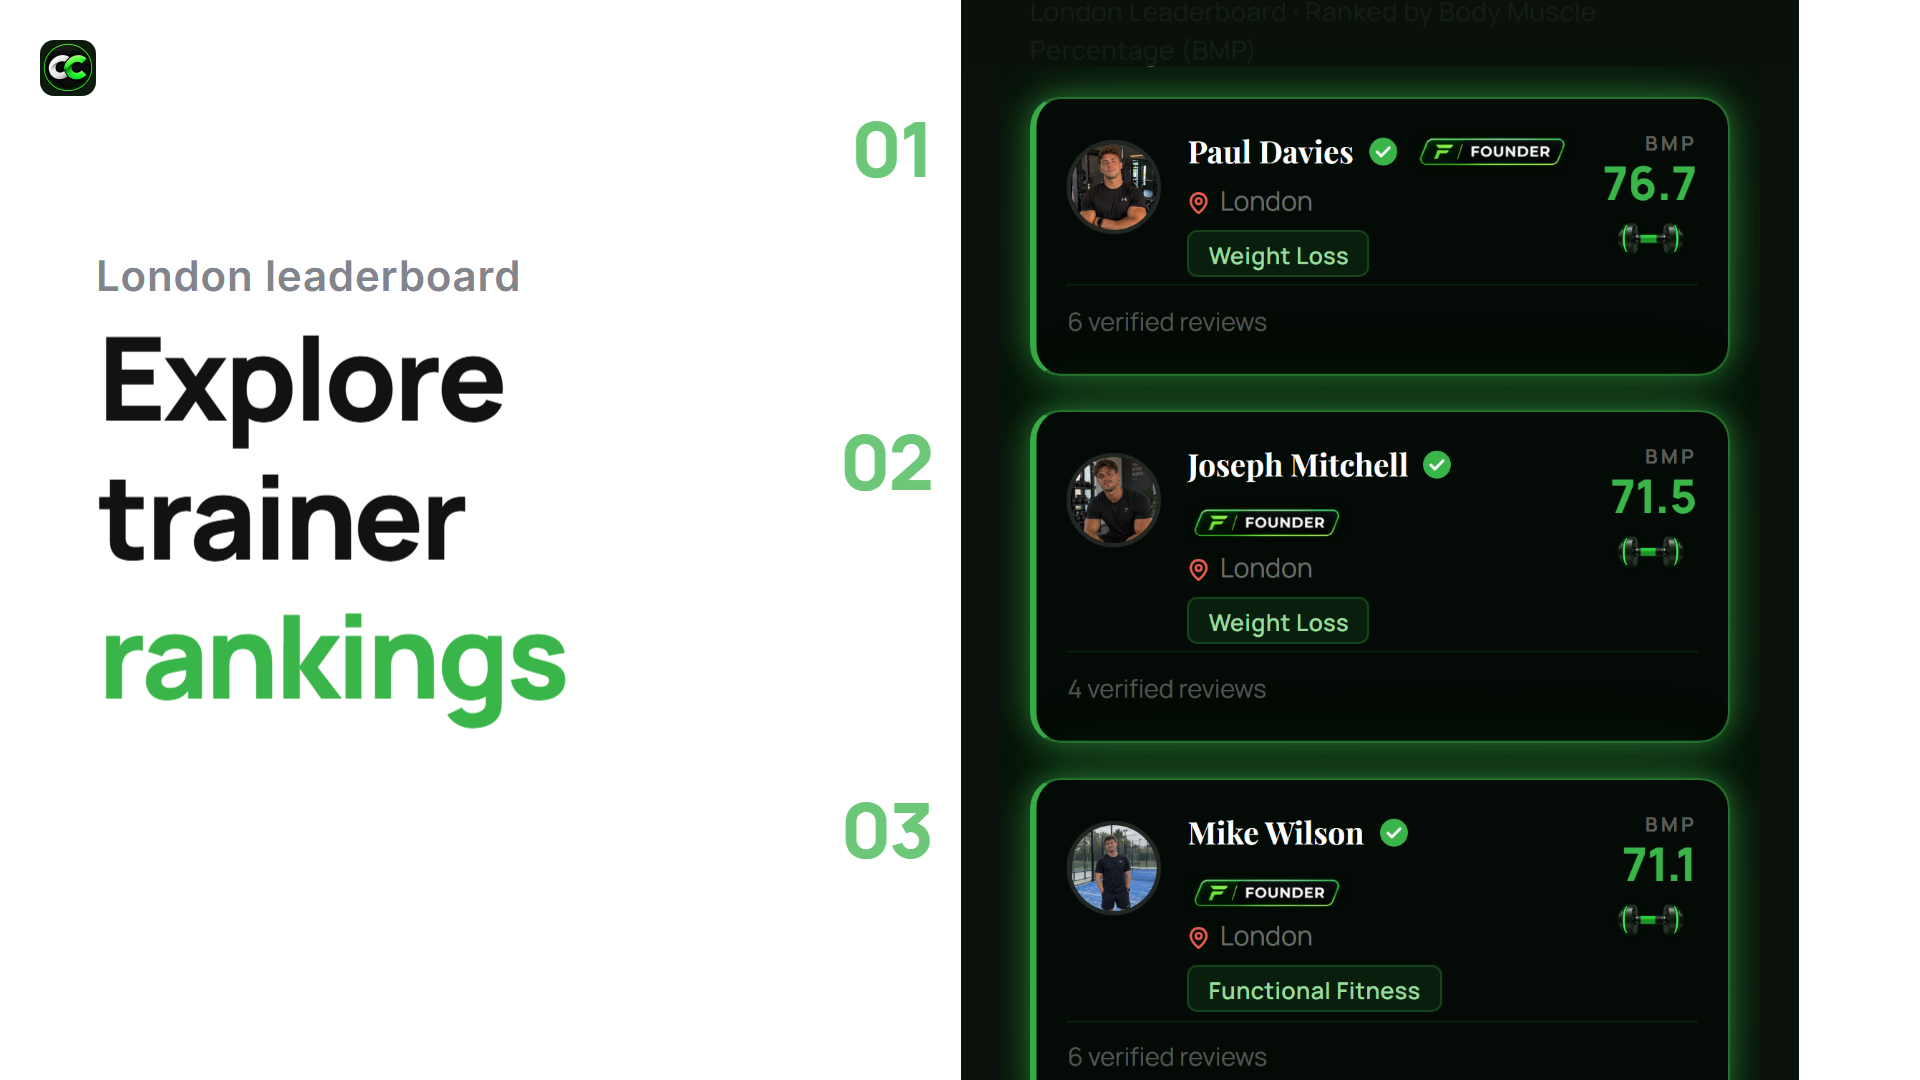 CC
London leaderboard
Explore
trainer
rankings
01
02
03
London Leaderboard · Ranked by Body Muscle
Percentage (BMP)
Paul Davies
FOUNDER
BMP
76.7
London
Weight Loss
6 verified reviews
Joseph Mitchell
BMP
71.5
FOUNDER
London
Weight Loss
4 verified reviews
Mike Wilson
BMP
71.1
FOUNDER
London
Functional Fitness
6 verified reviews